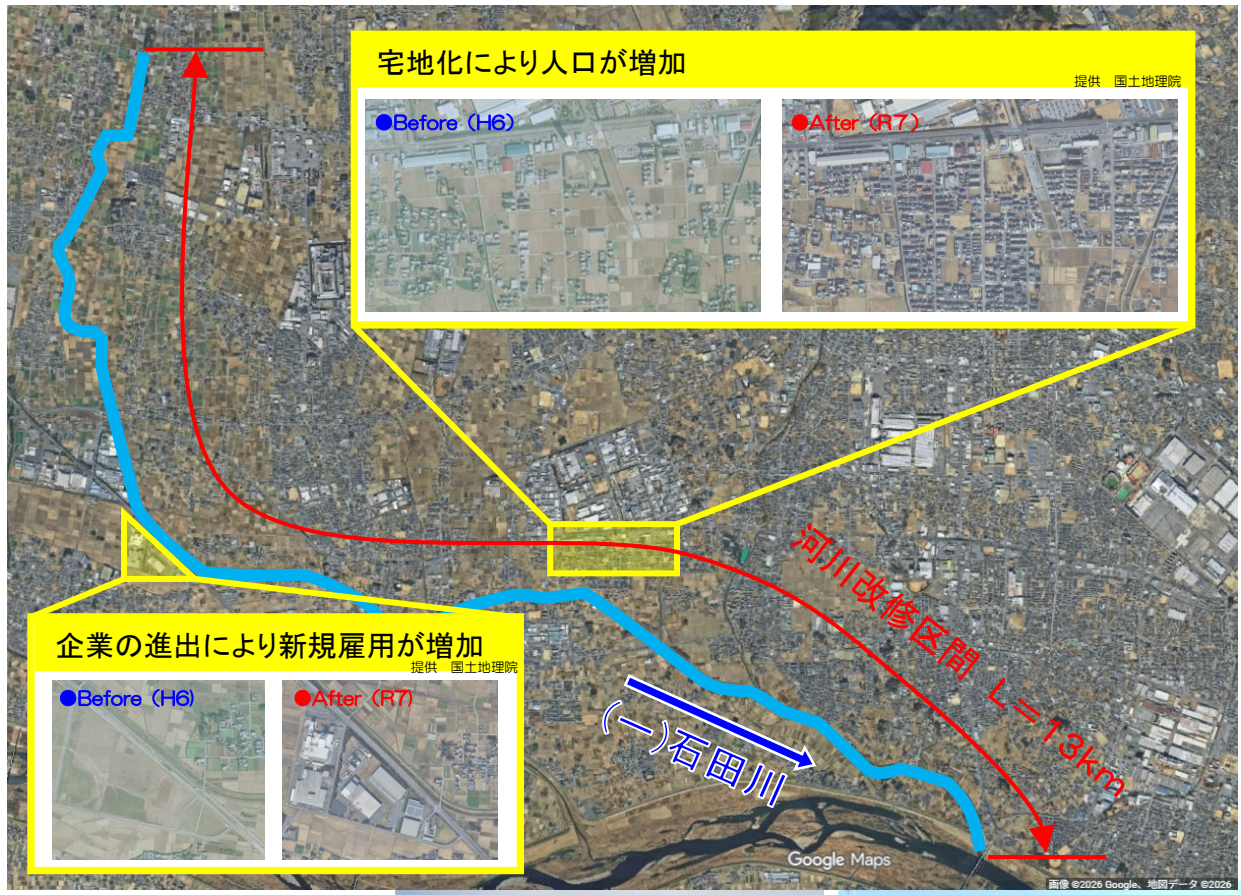 宅地化により人口が増加
提供　国土地理院
●Before（H6）
●After（R7）
河川改修区間 L=13km
企業の進出により新規雇用が増加
提供　国土地理院
●Before（H6)
●After（R7)
(一)石田川
Google Maps
画像 ©2026 Google、地図データ ©2026